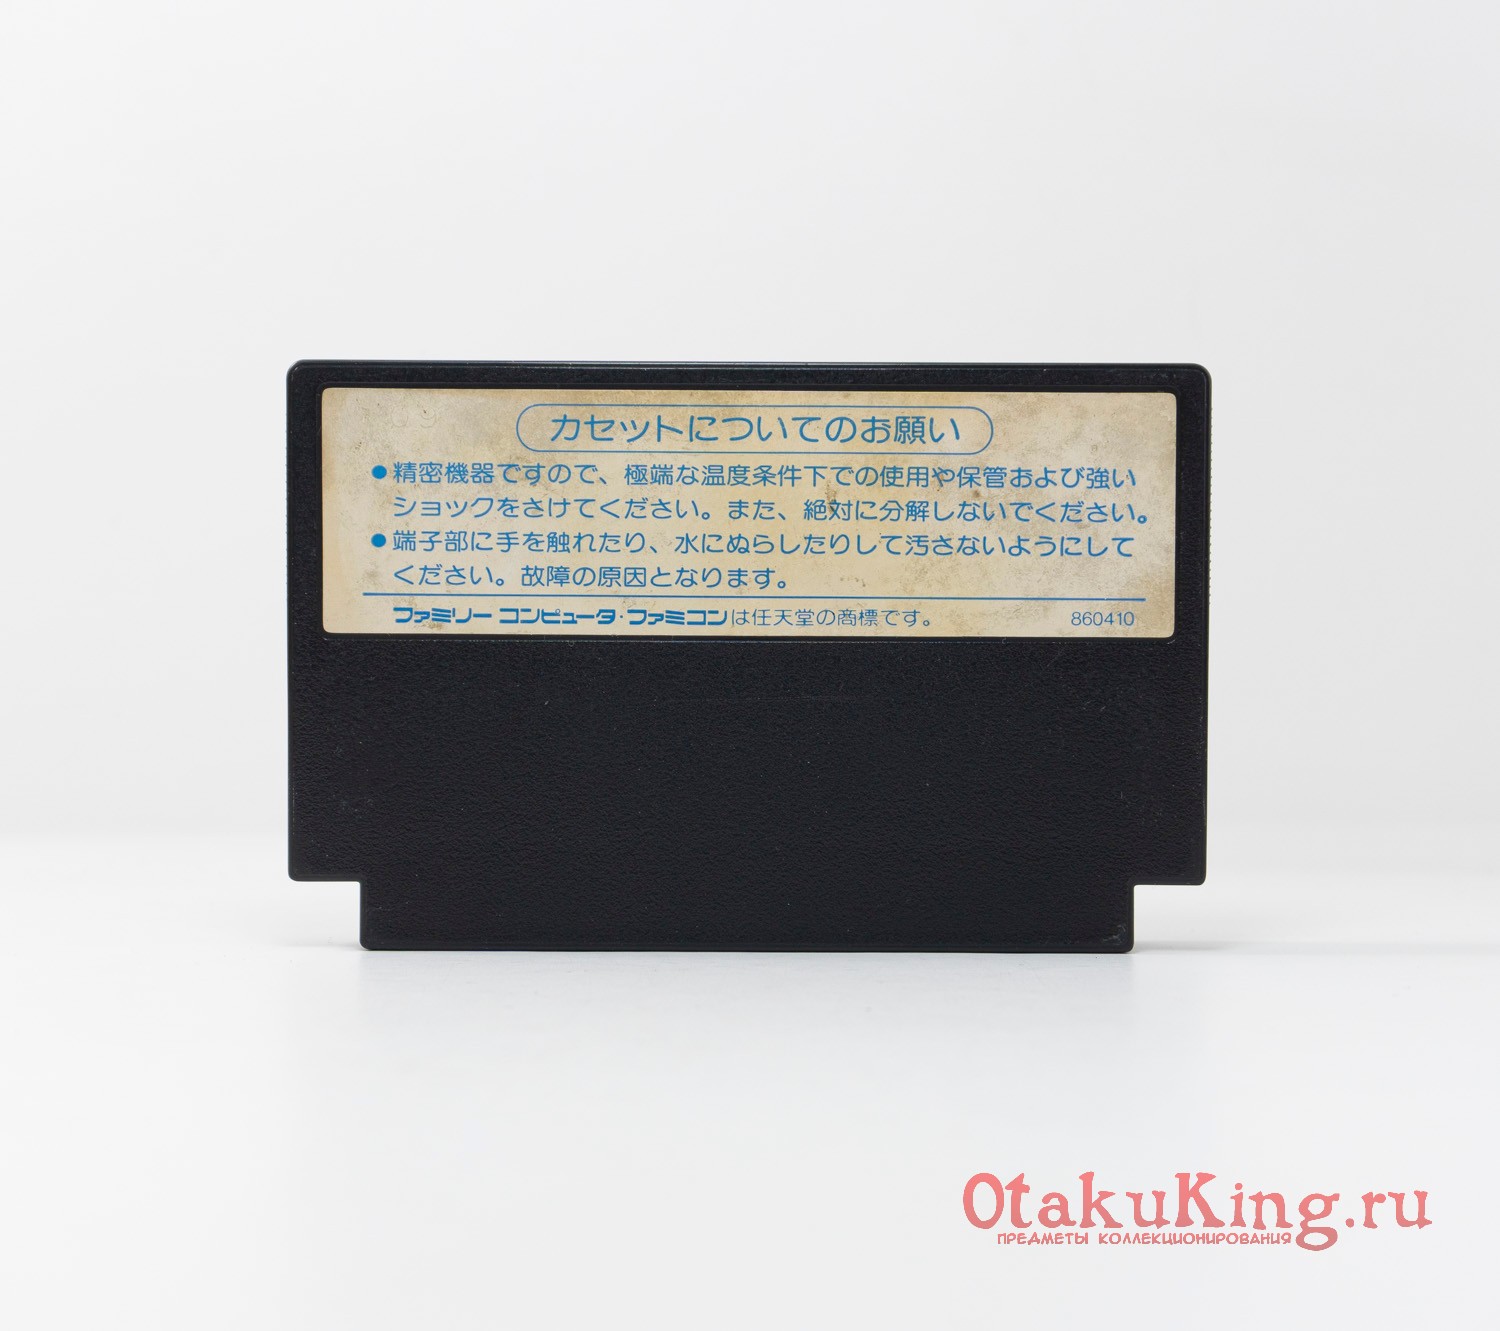 カセットについてのお願い
●精密機器ですので、極端な温度条件下での使用や保管および強い
ショックをさけてください。また、絶対に分解しないでください。
●端子部に手を触れたり、水にぬらしたりして汚さないようにして
ください。故障の原因となります。
ファミリー コンピュータ・ファミコンは任天堂の商標です。 860410
OtakuKing.ru
ПРЕДМЕТЫ КОЛЛЕКЦИОНИРОВАНИЯ